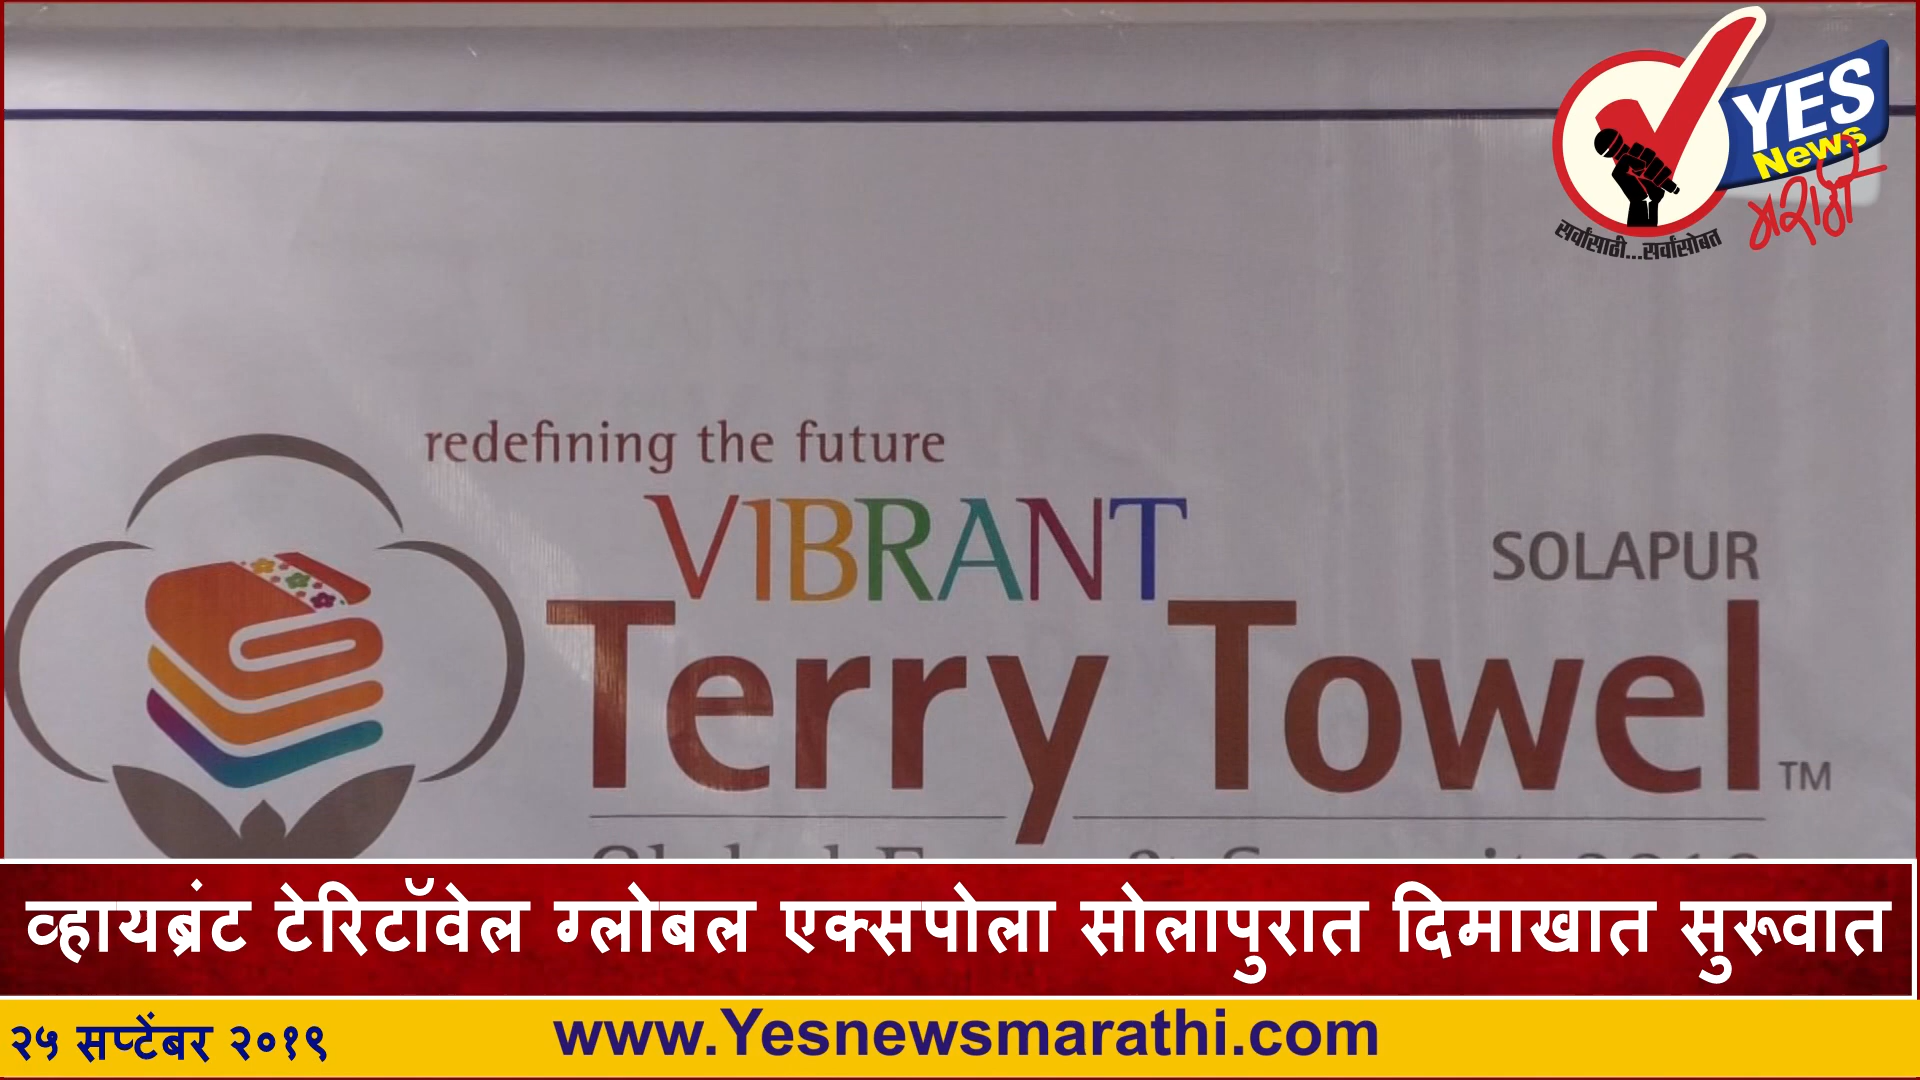 YES
News
मराठी
सर्वांसाठी...सर्वांसोबत
redefining the future
VIBRANT
SOLAPUR
Terry Towel TM
व्हायब्रंट टेरिटॉवेल ग्लोबल एक्सपोला सोलापुरात दिमाखात सुरूवात
२५ सप्टेंबर २०१९
www.Yesnewsmarathi.com